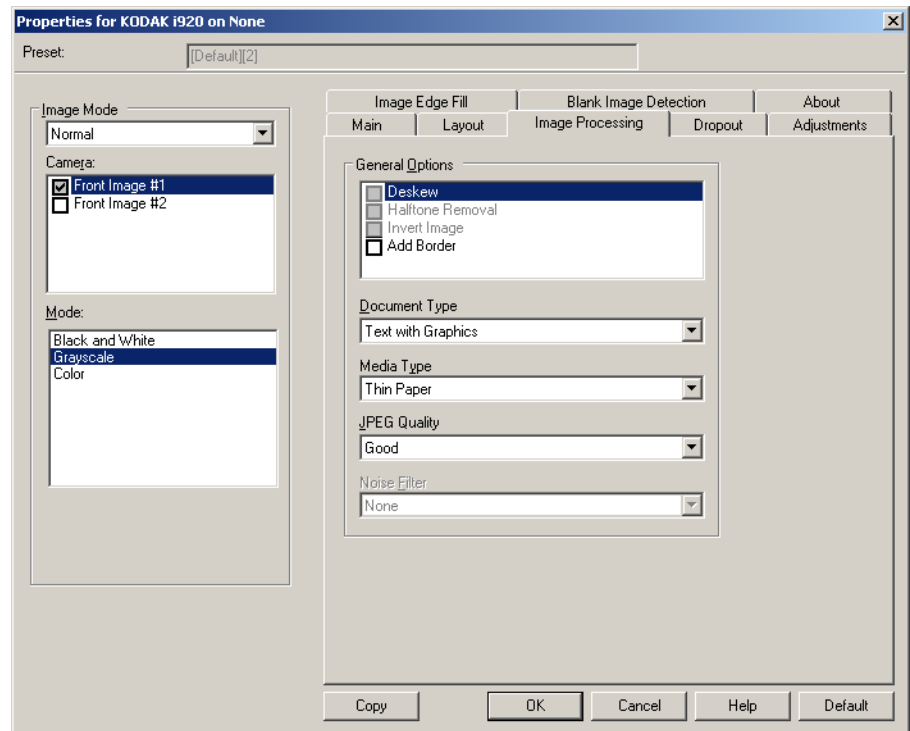 Properties for KODAK i920 on None
Preset:
[Default][2]
Image Mode
Normal
Camera:
Front Image #1
Front Image #2
Mode:
Black and White
Grayscale
Color
Image Edge Fill
Blank Image Detection
About
Main
Layout
Image Processing
Dropout
Adjustments
General Options
Deskew
Halftone Removal
Invert Image
Add Border
Document Type
Text with Graphics
Media Type
Thin Paper
JPEG Quality
Good
Noise Filter
None
Copy
OK
Cancel
Help
Default